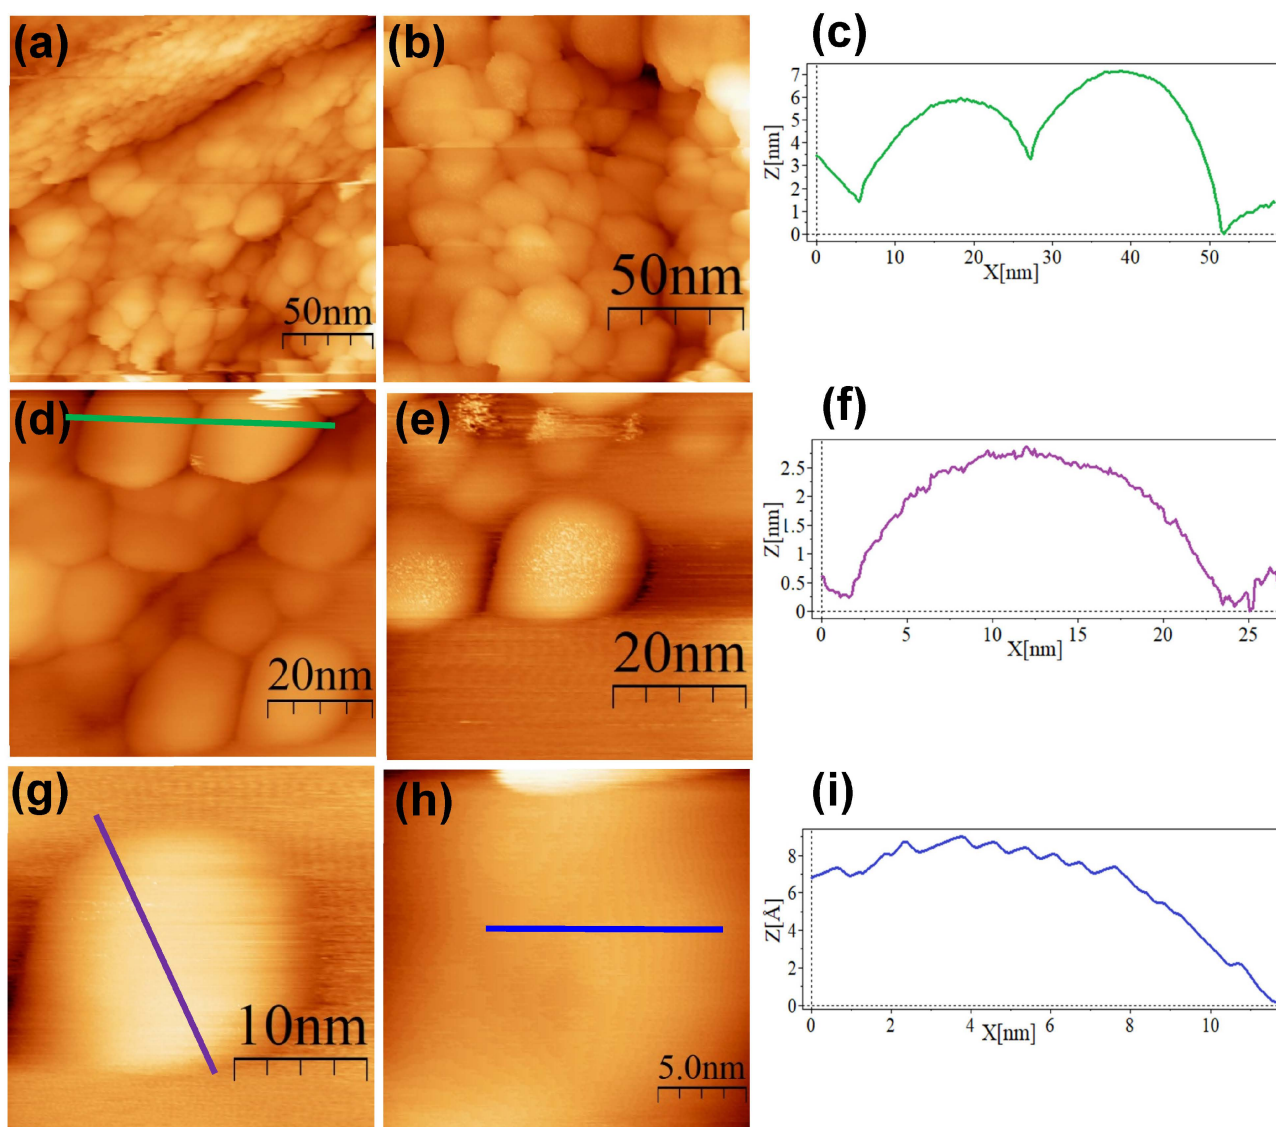 (a)
50nm
(b)
50nm
(c)
Z[nm]
7
6
5
4
3
2
1
0
0 10 20 30 40 50
X[nm]
(d)
20nm
(e)
20nm
(f)
Z[nm]
2.5
2
1.5
1
0.5
0
0 5 10 15 20 25
X[nm]
(g)
10nm
(h)
5.0nm
(i)
Z[Å]
8
6
4
2
0
0 2 4 6 8 10
X[nm]